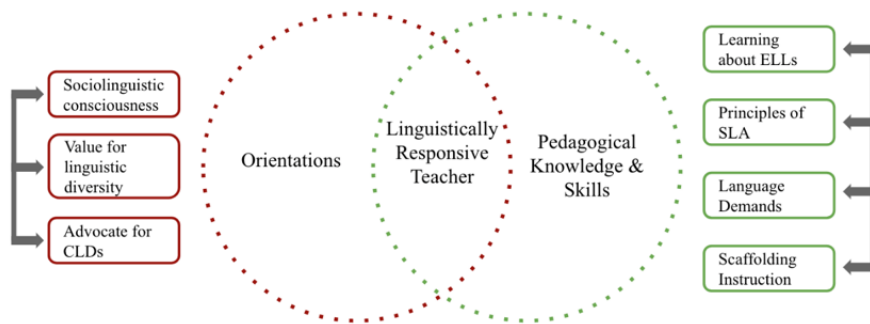 Sociolinguistic
consciousness
Value for
linguistic
diversity
Advocate for
CLDs
Orientations
Linguistically
Responsive
Teacher
Pedagogical
Knowledge &
Skills
Learning
about ELLs
Principles of
SLA
Language
Demands
Scaffolding
Instruction